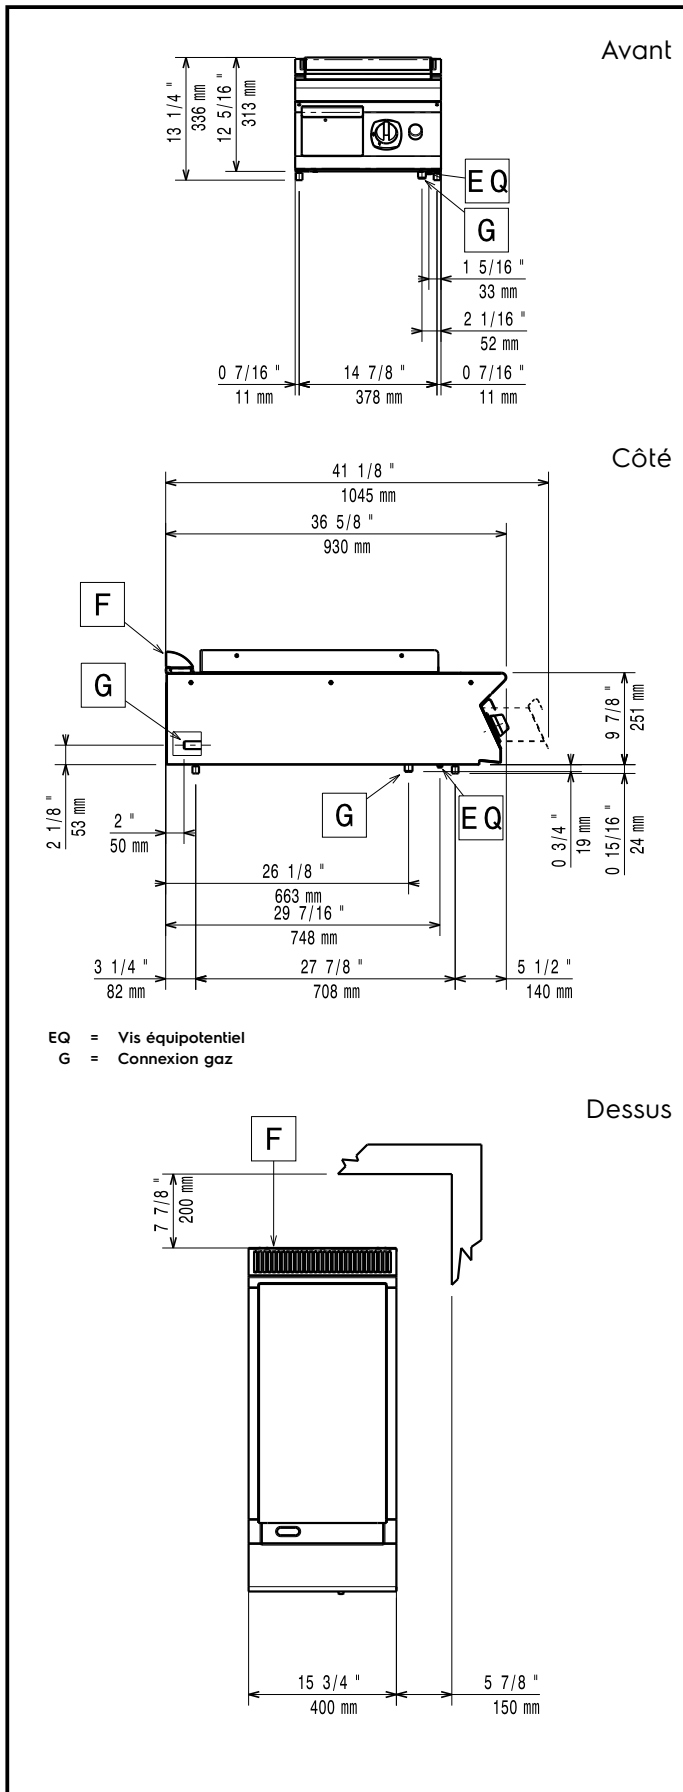 Avant
13 1/4 "
336 mm
12 5/16 "
313 mm
EQ
G
1 5/16 "
33 mm
2 1/16 "
52 mm
0 7/16 "
11 mm
14 7/8 "
378 mm
0 7/16 "
11 mm
Côté
41 1/8 "
1045 mm
36 5/8 "
930 mm
F
G
9 7/8 "
251 mm
2 1/8 "
53 mm
2 "
50 mm
G
EQ
0 3/4 "
19 mm
0 15/16 "
24 mm
26 1/8 "
663 mm
29 7/16 "
748 mm
3 1/4 "
82 mm
27 7/8 "
708 mm
5 1/2 "
140 mm
EQ = Vis équipotentiel
G = Connexion gaz
Dessus
F
7 7/8 "
200 mm
15 3/4 "
400 mm
5 7/8 "
150 mm